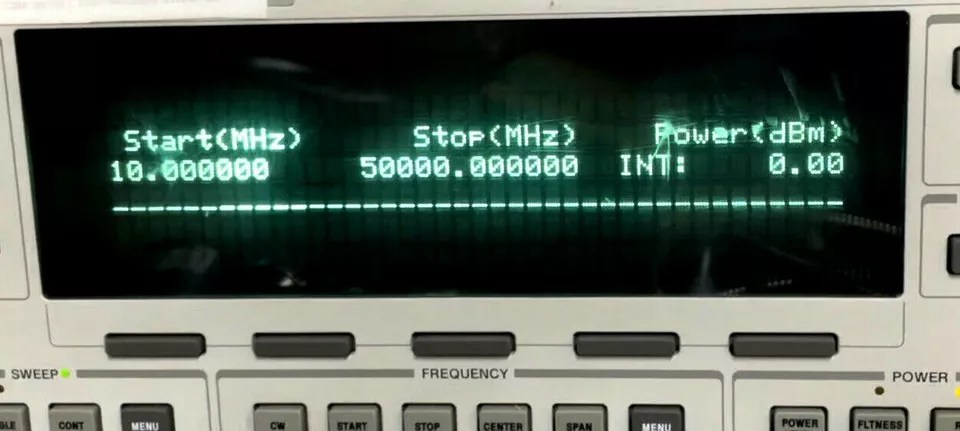 Start(MHz) Stop(MHz) Power(dBm)
10.000000 50000.000000 INT: 0.00
SWEEP FREQUENCY POWER
CONT MENU CW START STOP CENTER SPAN MENU POWER FLTNESS